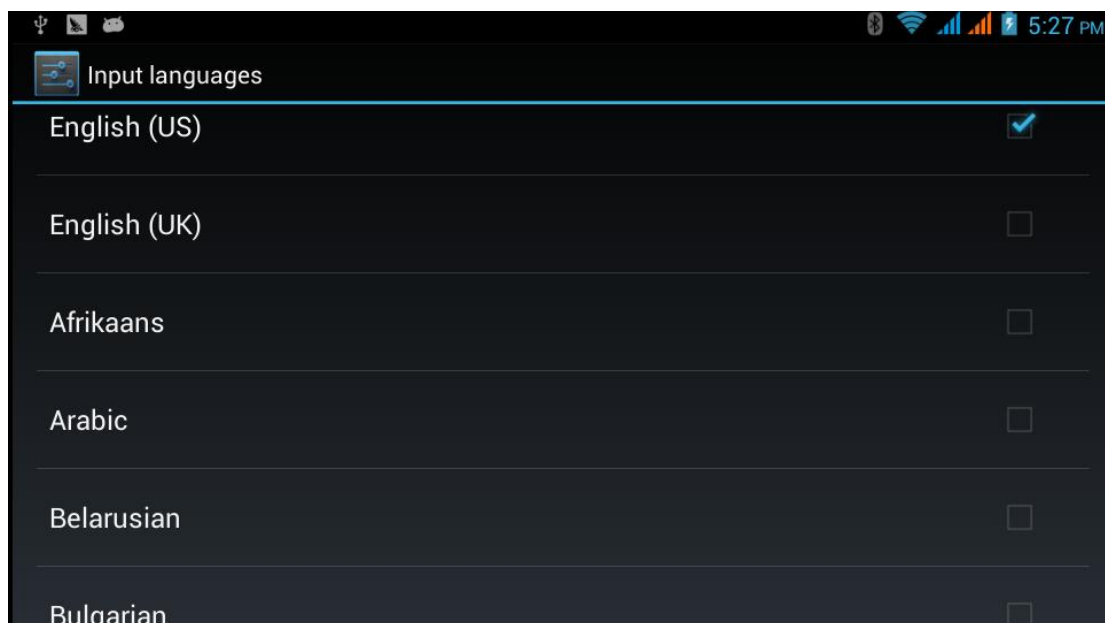 5:27 PM
Input languages
English (US)
English (UK)
Afrikaans
Arabic
Belarusian
Bulgarian